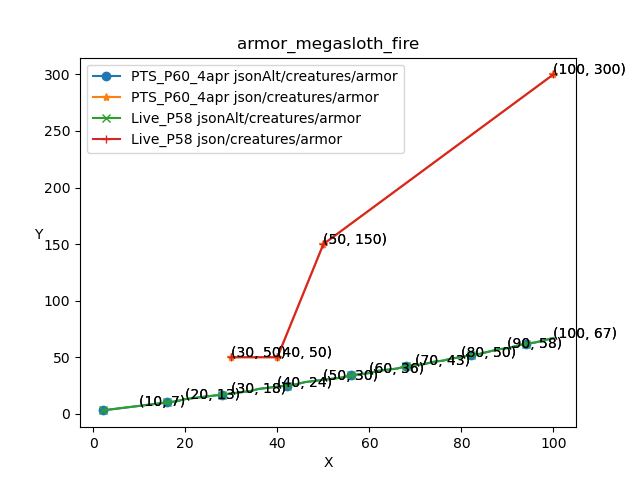 armor_megasloth_fire
PTS_P60_4apr jsonAlt/creatures/armor
PTS_P60_4apr json/creatures/armor
Live_P58 jsonAlt/creatures/armor
Live_P58 json/creatures/armor
Y
300
250
200
150
100
50
0
(100, 300)
(50, 150)
(30, 50)
(40, 50)
(10, 7)
(20, 13)
(30, 18)
(40, 24)
(50, 30)
(60, 36)
(70, 43)
(80, 50)
(90, 58)
(100, 67)
0 20 40 60 80 100
X